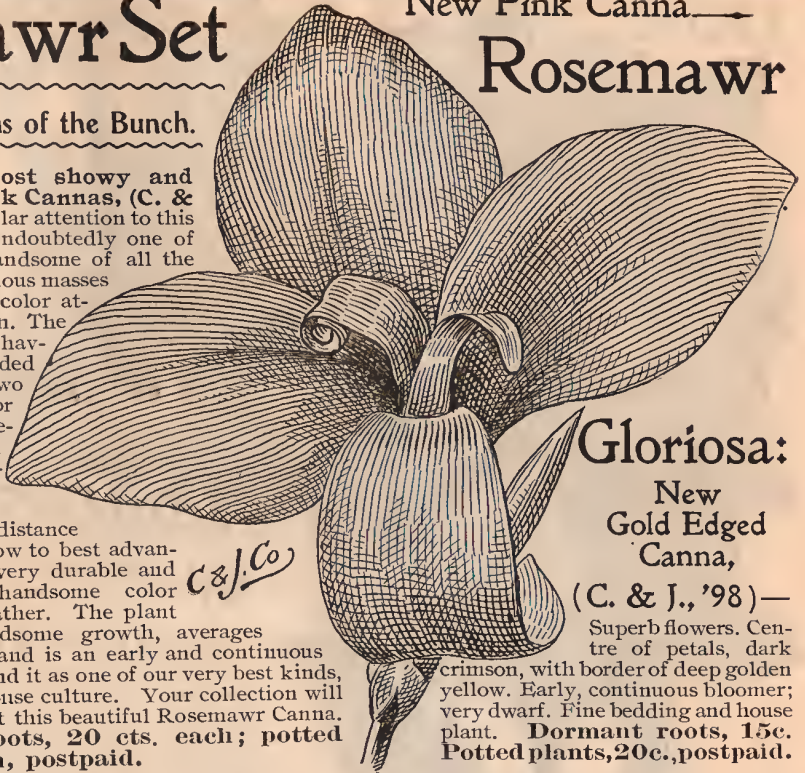 New Pink Canna
awr Set
Rosemawr
ns of the Bunch.
ost showy and
k Cannas, (C. &
lar attention to this
ndoubtedly one of
andsome of all the
ious masses
color at-
n. The
hav-
ded
wo
or
e-
distance
ow to best advan-
very durable and
handsome color
ather. The plant
dsome growth, averages
and is an early and continuous
nd it as one of our very best kinds,
use culture. Your collection will
t this beautiful Rosemawr Canna.
oots, 20 cts. each; potted
, postpaid.
C & J. Co
Gloriosa:
New
Gold Edged
Canna,
(C. & J., '98)—
Superb flowers. Cen-
tre of petals, dark
crimson, with border of deep golden
yellow. Early, continuous bloomer;
very dwarf. Fine bedding and house
plant. Dormant roots, 15c.
Potted plants, 20c., postpaid.